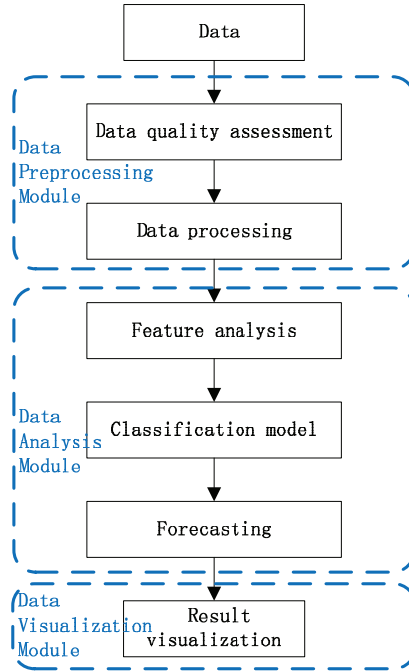 Data
Data quality assessment
Data
Preprocessing
Module
Data processing
Feature analysis
Data
Analysis
Module
Classification model
Forecasting
Data
Visualization
Module
Result
visualization